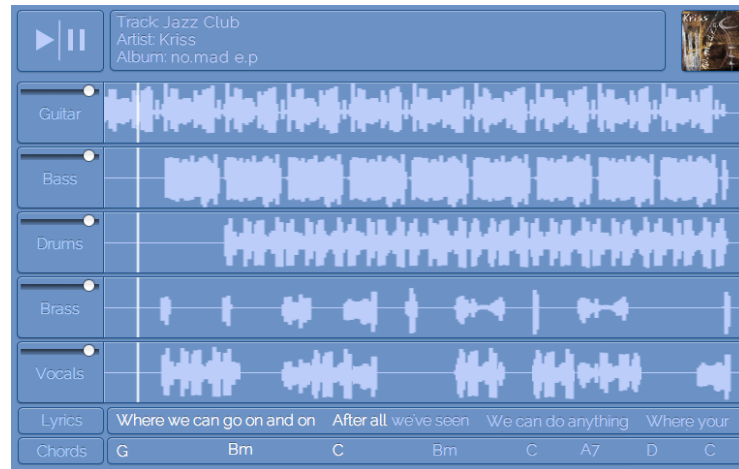 Track: Jazz Club
Artist: Kriss
Album: no.mad e.p
Kriss
Guitar
Bass
Drums
Brass
Vocals
Lyrics Where we can go on and on After all we've seen We can do anything Where your
Chords G Bm C Bm C A7 D C